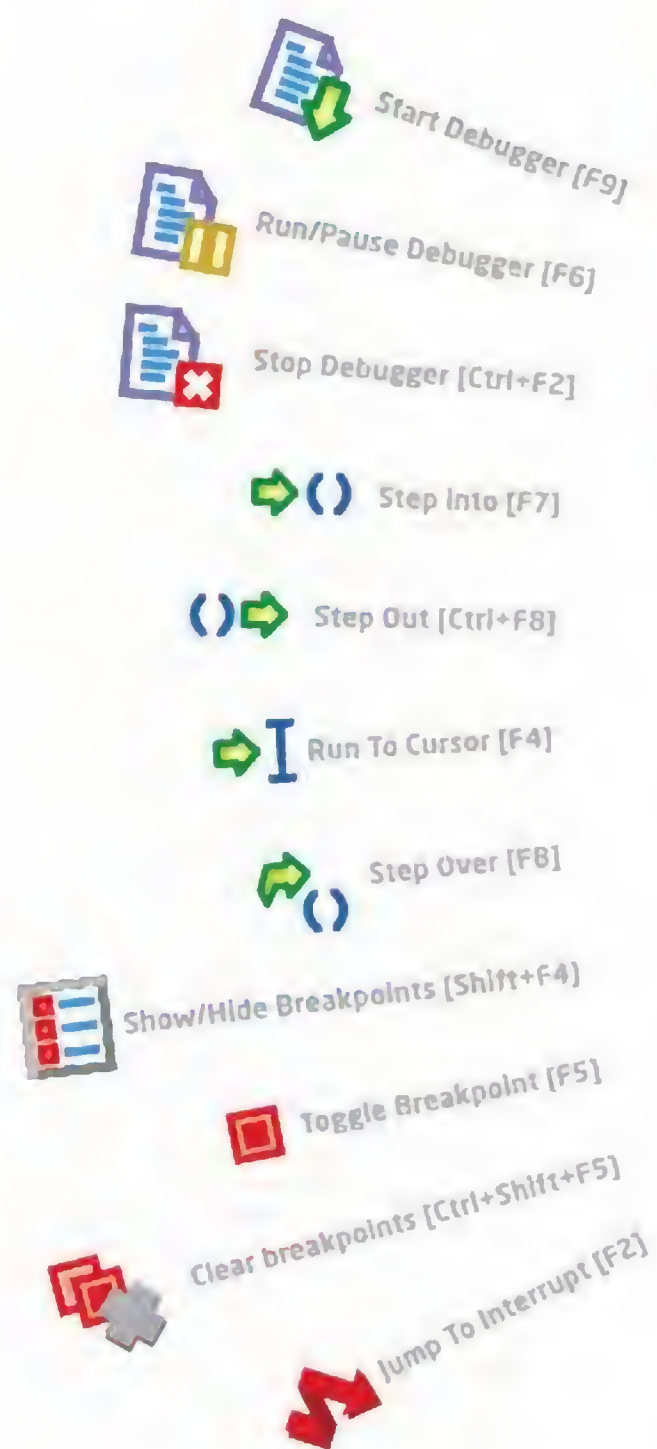 Start Debugger [F9]
Run/Pause Debugger [F6]
Stop Debugger [Ctrl+F2]
Step Into [F7]
Step Out [Ctrl+F8]
Run To Cursor [F4]
Step Over [F8]
Show/Hide Breakpoints [Shift+F4]
Toggle Breakpoint [F5]
Clear breakpoints [Ctrl+Shift+F5]
Jump To Interrupt [F2]